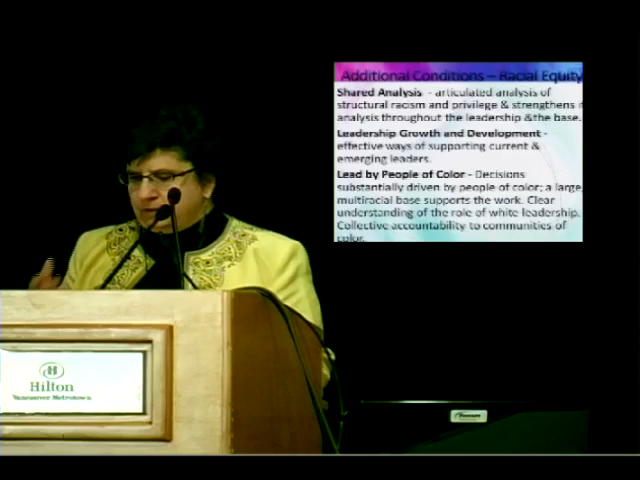 Additional Conditions – Racial Equity
Shared Analysis - articulated analysis of
structural racism and privilege & strengthens
analysis throughout the leadership &the base.
Leadership Growth and Development -
effective ways of supporting current &
emerging leaders.
Lead by People of Color - Decisions
substantially driven by people of color; a large,
multiracial base supports the work. Clear
understanding of the role of white leadership.
Collective accountability to communities of
color.
H
Hilton
Vancouver Metrotown